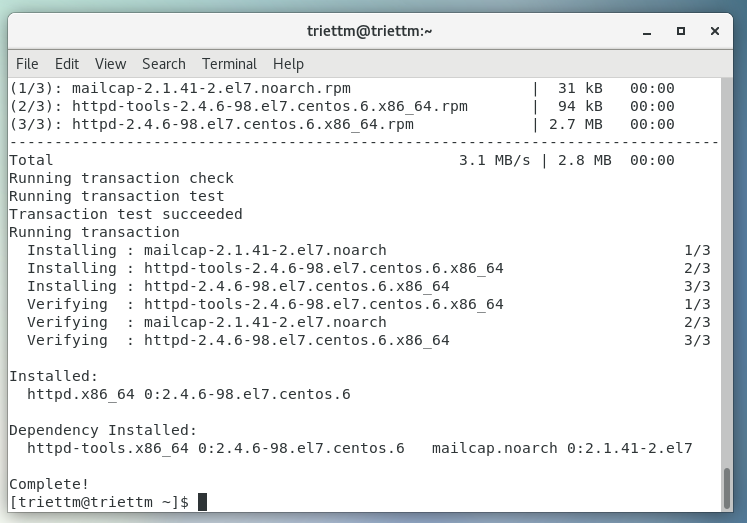 triettm@triettm:~
File Edit View Search Terminal Help
(1/3): mailcap-2.1.41-2.el7.noarch.rpm                    |  31 kB   00:00
(2/3): httpd-tools-2.4.6-98.el7.centos.6.x86_64.rpm       |  94 kB   00:00
(3/3): httpd-2.4.6-98.el7.centos.6.x86_64.rpm             | 2.7 MB   00:00
-------------------------------------------------------------------------------
Total                                             3.1 MB/s | 2.8 MB  00:00
Running transaction check
Running transaction test
Transaction test succeeded
Running transaction
  Installing : mailcap-2.1.41-2.el7.noarch                                 1/3
  Installing : httpd-tools-2.4.6-98.el7.centos.6.x86_64                    2/3
  Installing : httpd-2.4.6-98.el7.centos.6.x86_64                          3/3
  Verifying  : httpd-tools-2.4.6-98.el7.centos.6.x86_64                    1/3
  Verifying  : mailcap-2.1.41-2.el7.noarch                                 2/3
  Verifying  : httpd-2.4.6-98.el7.centos.6.x86_64                          3/3
Installed:
  httpd.x86_64 0:2.4.6-98.el7.centos.6
Dependency Installed:
  httpd-tools.x86_64 0:2.4.6-98.el7.centos.6   mailcap.noarch 0:2.1.41-2.el7
Complete!
[triettm@triettm ~]$